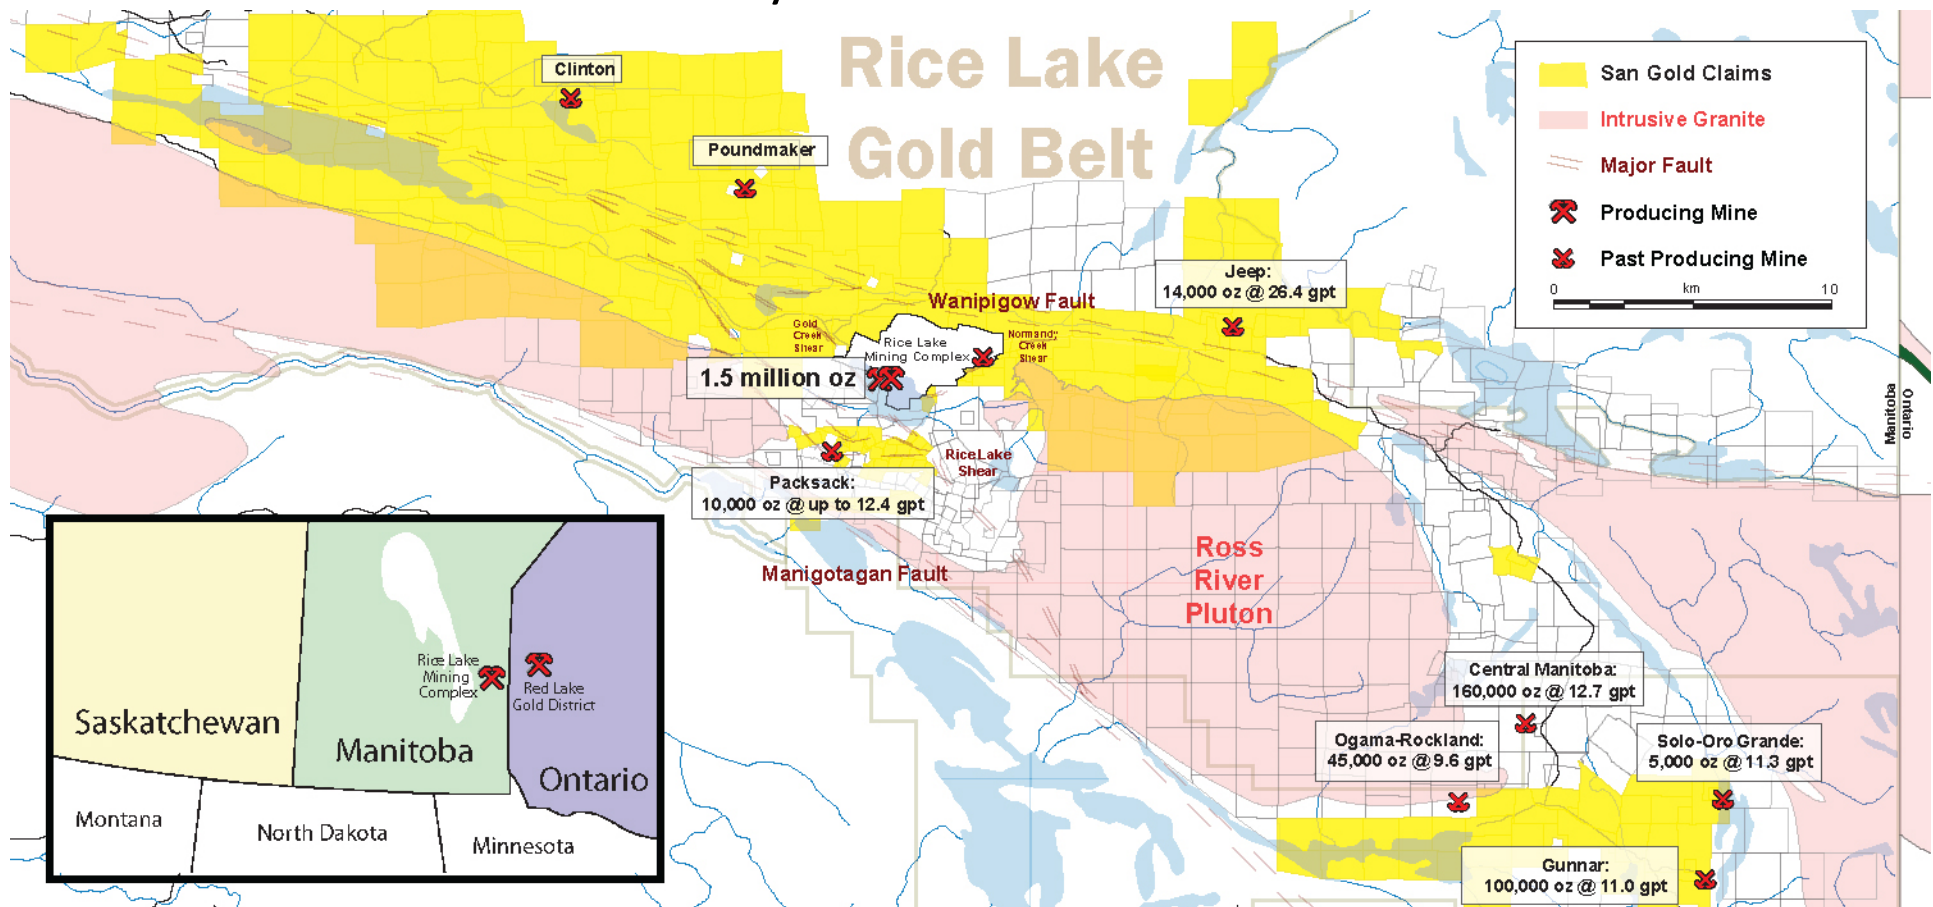 Rice Lake
Gold Belt
Clinton
Poundmaker
San Gold Claims
Intrusive Granite
Major Fault
Producing Mine
Past Producing Mine
0 km 10
Jeep:
14,000 oz @ 26.4 gpt
Wanipigow Fault
Gold
Creek
Shear
Rice Lake
Mining Complex
Normandy
Creek
Shear
1.5 million oz
Manitoba
Ontario
Rice Lake
Shear
Packsack:
10,000 oz @ up to 12.4 gpt
Manigotagan Fault
Ross
River
Pluton
Central Manitoba:
160,000 oz @ 12.7 gpt
Ogama-Rockland:
45,000 oz @ 9.6 gpt
Solo-Oro Grande:
5,000 oz @ 11.3 gpt
Gunnar:
100,000 oz @ 11.0 gpt
Rice Lake
Mining
Complex
Red Lake
Gold District
Saskatchewan
Manitoba
Ontario
Montana
North Dakota
Minnesota